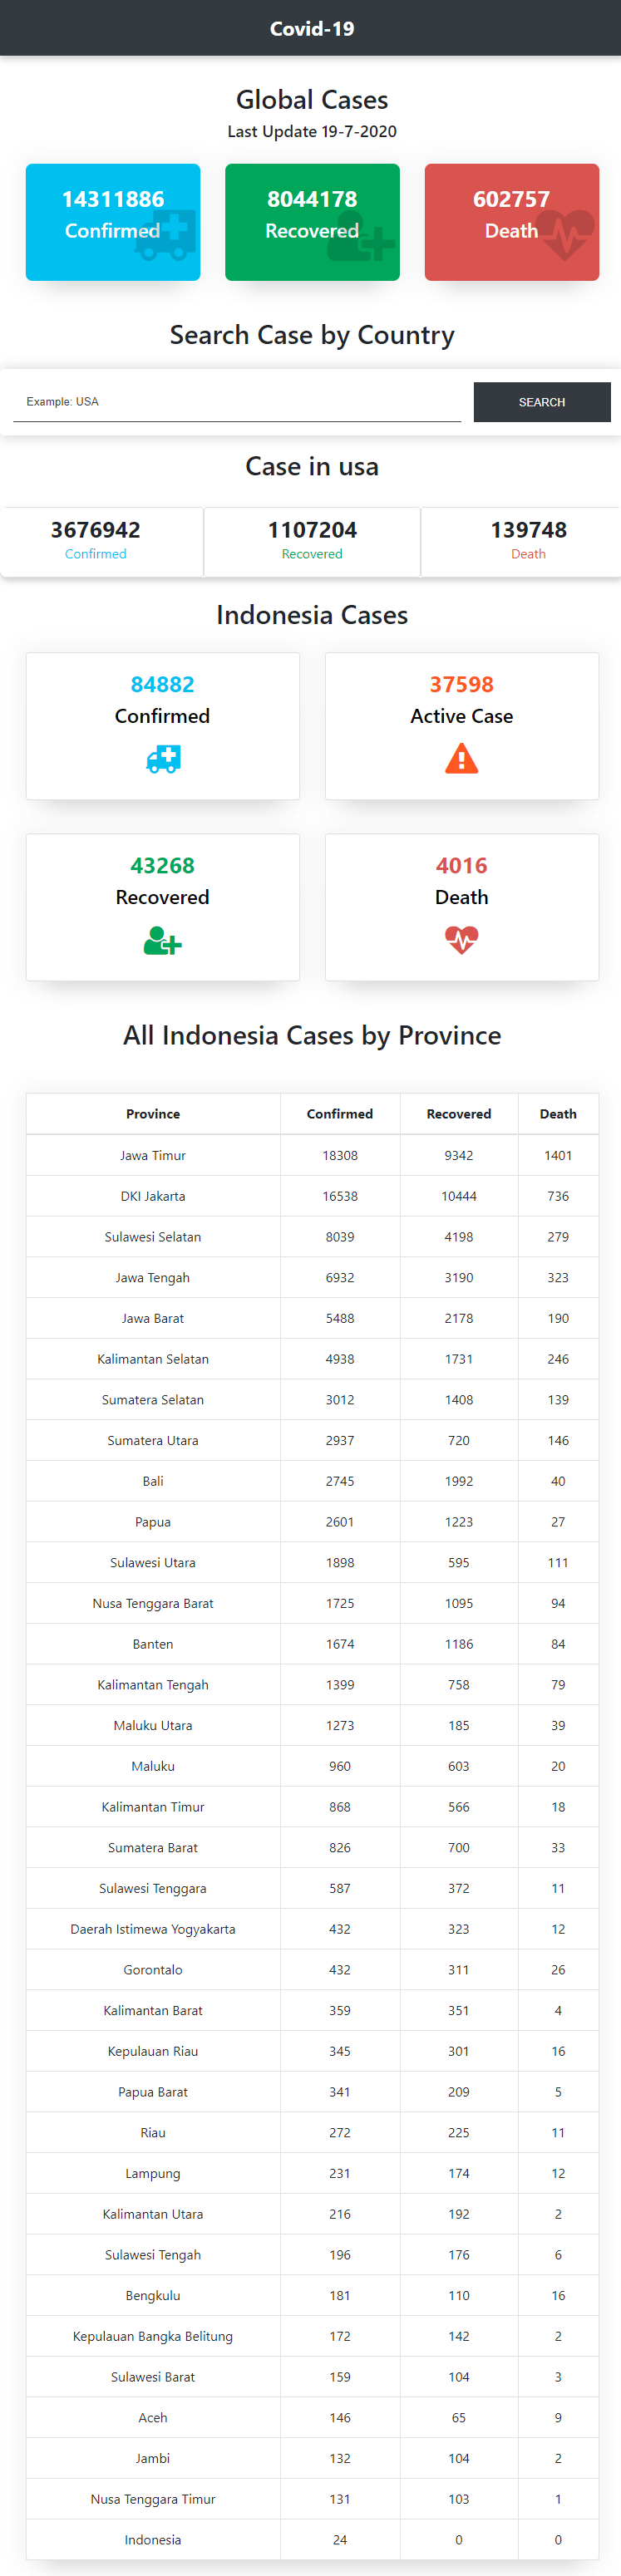 Covid-19
Global Cases
Last Update 19-7-2020
14311886 8044178 602757
Confirmed Recovered Death
Search Case by Country
Example: USA SEARCH
Case in usa
3676942 1107204 139748
Confirmed Recovered Death
Indonesia Cases
84882 37598
Confirmed Active Case
43268 4016
Recovered Death
All Indonesia Cases by Province
Province Confirmed Recovered Death
Jawa Timur 18308 9342 1401
DKI Jakarta 16538 10444 736
Sulawesi Selatan 8039 4198 279
Jawa Tengah 6932 3190 323
Jawa Barat 5488 2178 190
Kalimantan Selatan 4938 1731 246
Sumatera Selatan 3012 1408 139
Sumatera Utara 2937 720 146
Bali 2745 1992 40
Papua 2601 1223 27
Sulawesi Utara 1898 595 111
Nusa Tenggara Barat 1725 1095 94
Banten 1674 1186 84
Kalimantan Tengah 1399 758 79
Maluku Utara 1273 185 39
Maluku 960 603 20
Kalimantan Timur 868 566 18
Sumatera Barat 826 700 33
Sulawesi Tenggara 587 372 11
Daerah Istimewa Yogyakarta 432 323 12
Gorontalo 432 311 26
Kalimantan Barat 359 351 4
Kepulauan Riau 345 301 16
Papua Barat 341 209 5
Riau 272 225 11
Lampung 231 174 12
Kalimantan Utara 216 192 2
Sulawesi Tengah 196 176 6
Bengkulu 181 110 16
Kepulauan Bangka Belitung 172 142 2
Sulawesi Barat 159 104 3
Aceh 146 65 9
Jambi 132 104 2
Nusa Tenggara Timur 131 103 1
Indonesia 24 0 0